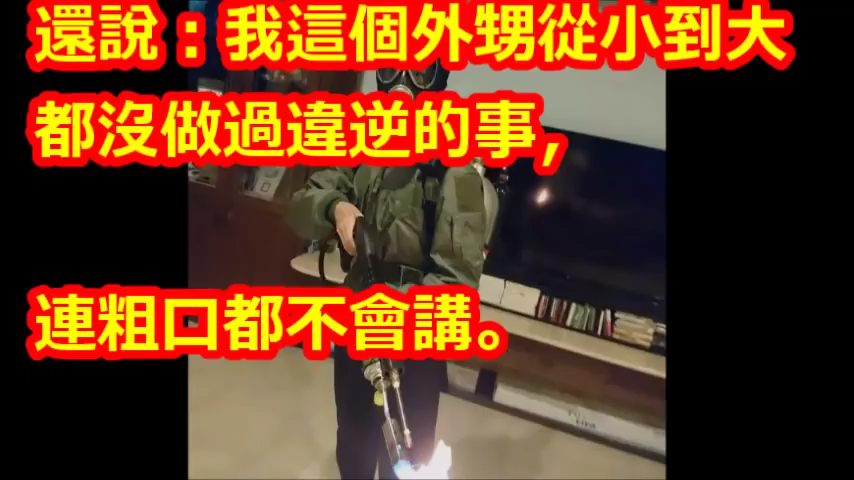 還說：我這個外甥從小到大
都沒做過違逆的事，
連粗口都不會講。